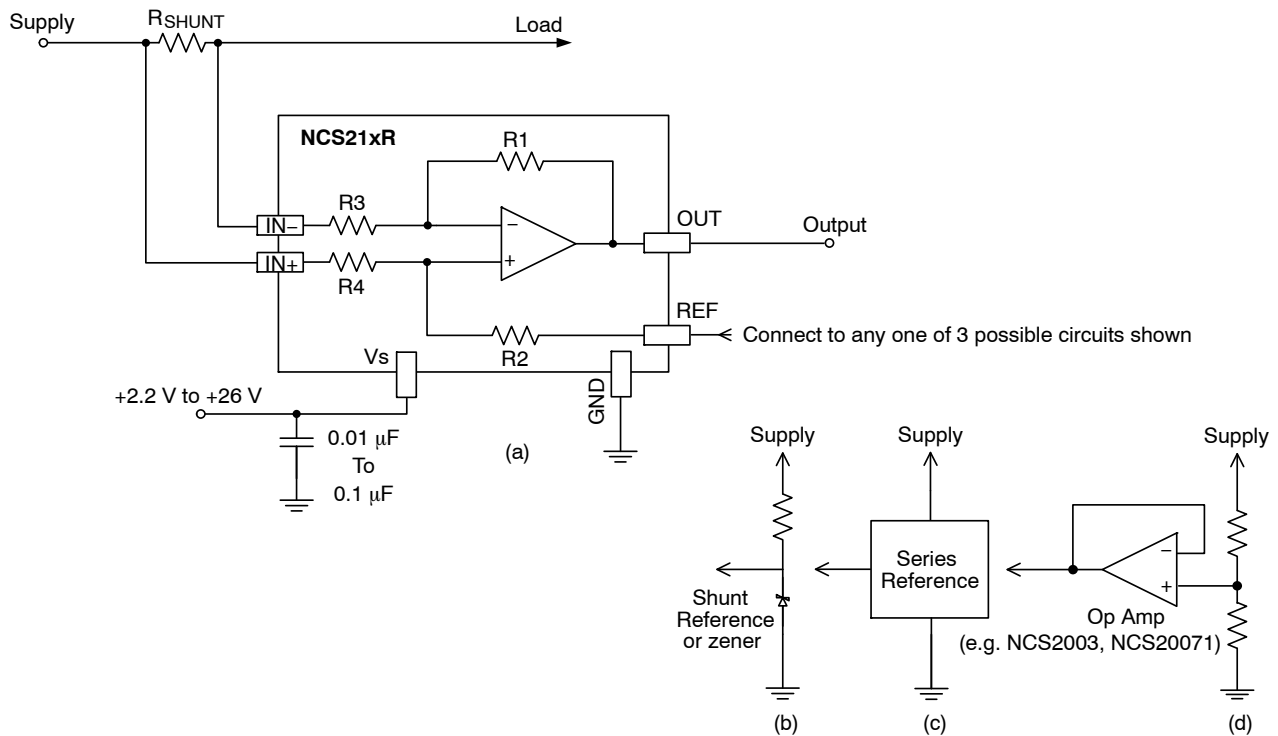 Supply
R_SHUNT
Load
NCS21xR
R1
R3
IN−
−
OUT
Output
IN+
+
R4
REF
Connect to any one of 3 possible circuits shown
R2
Vs
GND
+2.2 V to +26 V
0.01 μF
To
0.1 μF
(a)
Supply
Shunt
Reference
or zener
(b)
Supply
Series
Reference
(c)
Supply
−
+
Op Amp
(e.g. NCS2003, NCS20071)
(d)